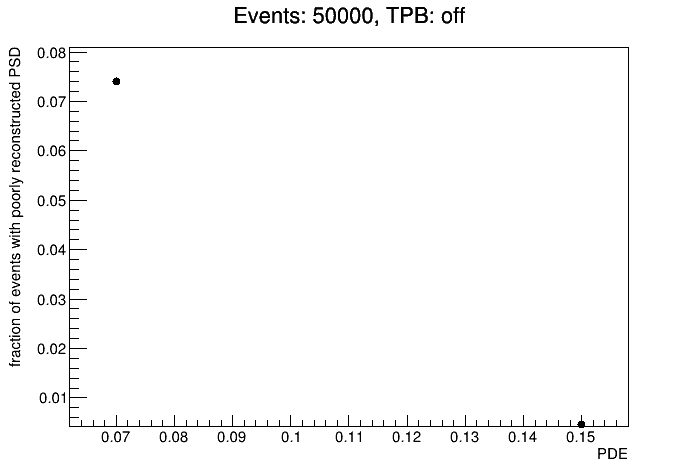 Events: 50000, TPB: off
fraction of events with poorly reconstructed PSD
0.08
0.07
0.06
0.05
0.04
0.03
0.02
0.01
0.07 0.08 0.09 0.1 0.11 0.12 0.13 0.14 0.15
PDE